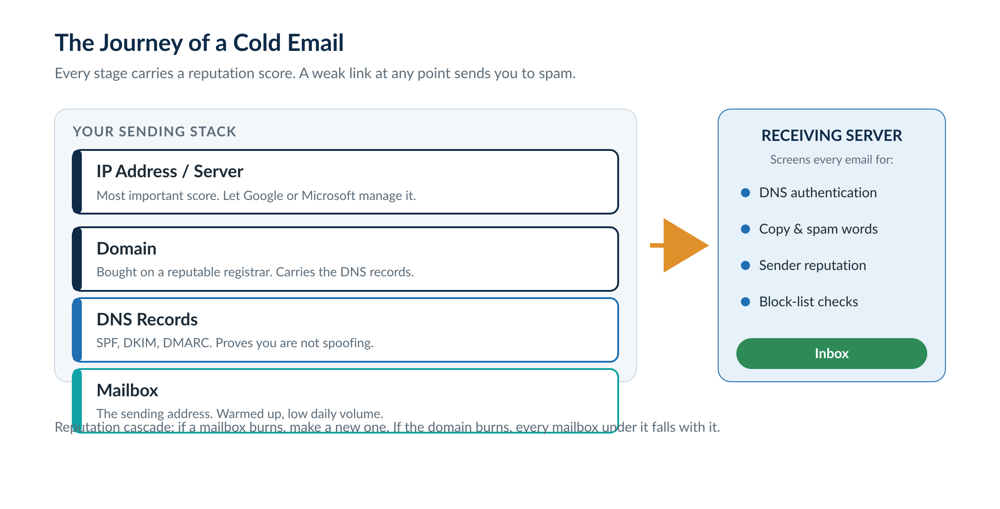 The Journey of a Cold Email
Every stage carries a reputation score. A weak link at any point sends you to spam.
YOUR SENDING STACK
IP Address / Server
Most important score. Let Google or Microsoft manage it.
Domain
Bought on a reputable registrar. Carries the DNS records.
DNS Records
SPF, DKIM, DMARC. Proves you are not spoofing.
Mailbox
The sending address. Warmed up, low daily volume.
Reputation cascade: if a mailbox burns, make a new one. If the domain burns, every mailbox under it falls with it.
RECEIVING SERVER
Screens every email for:
DNS authentication
Copy & spam words
Sender reputation
Block-list checks
Inbox